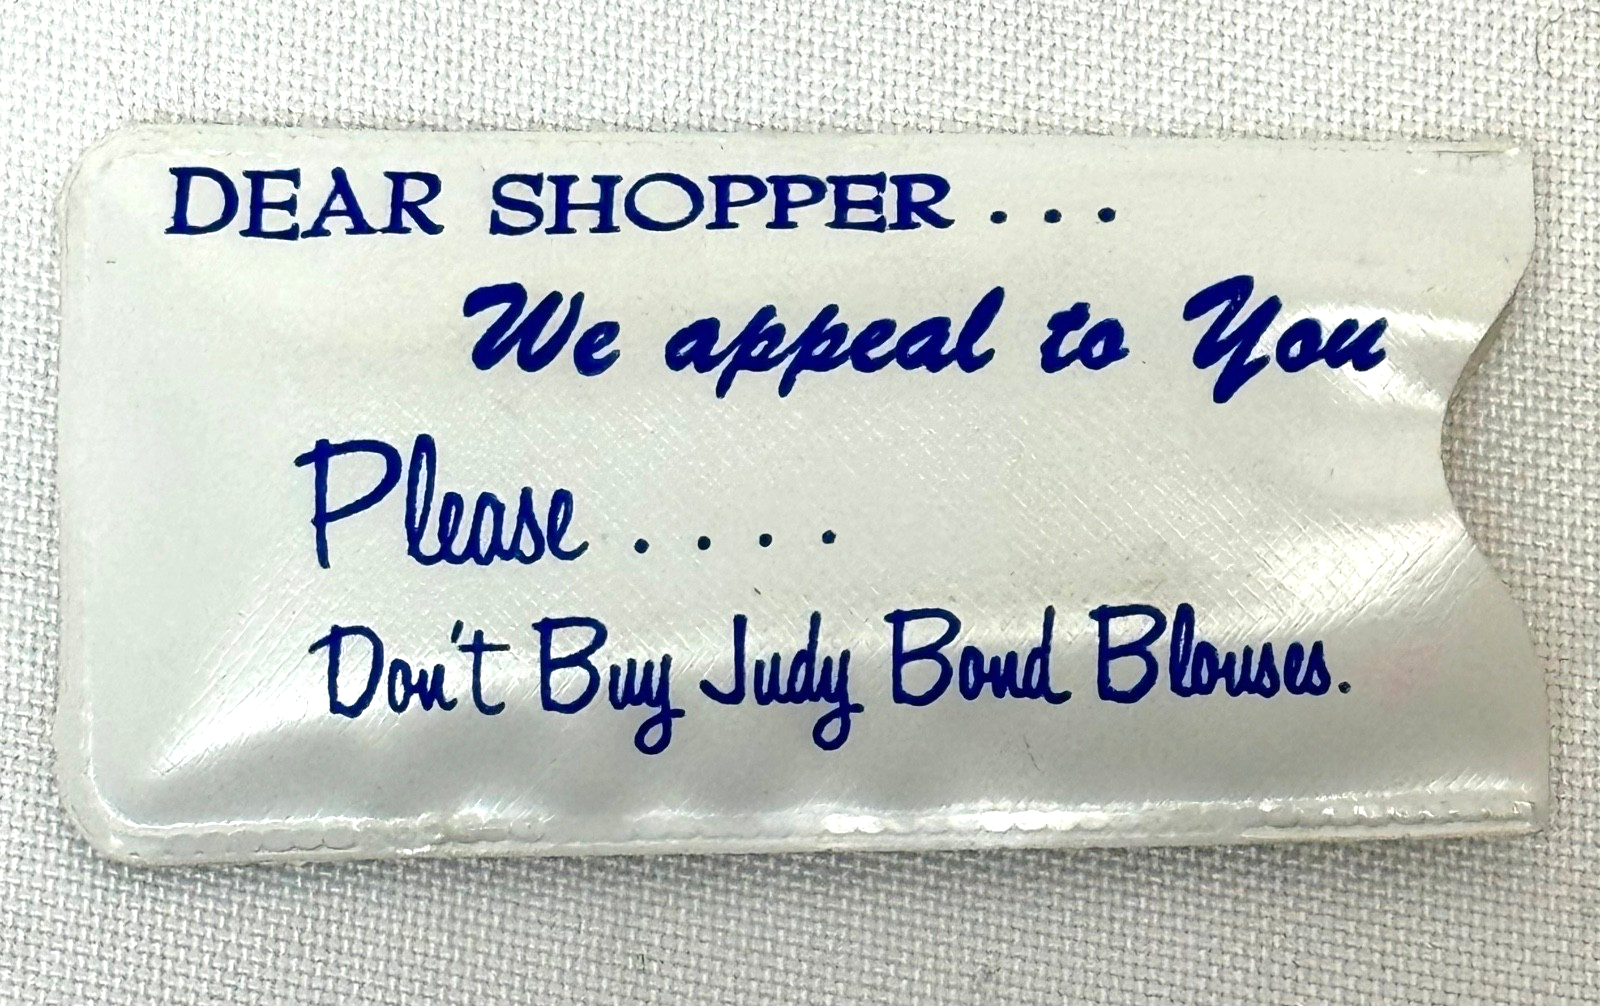 DEAR SHOPPER . . .
We appeal to You
Please . . . .
Don't Buy Judy Bond Blouses.